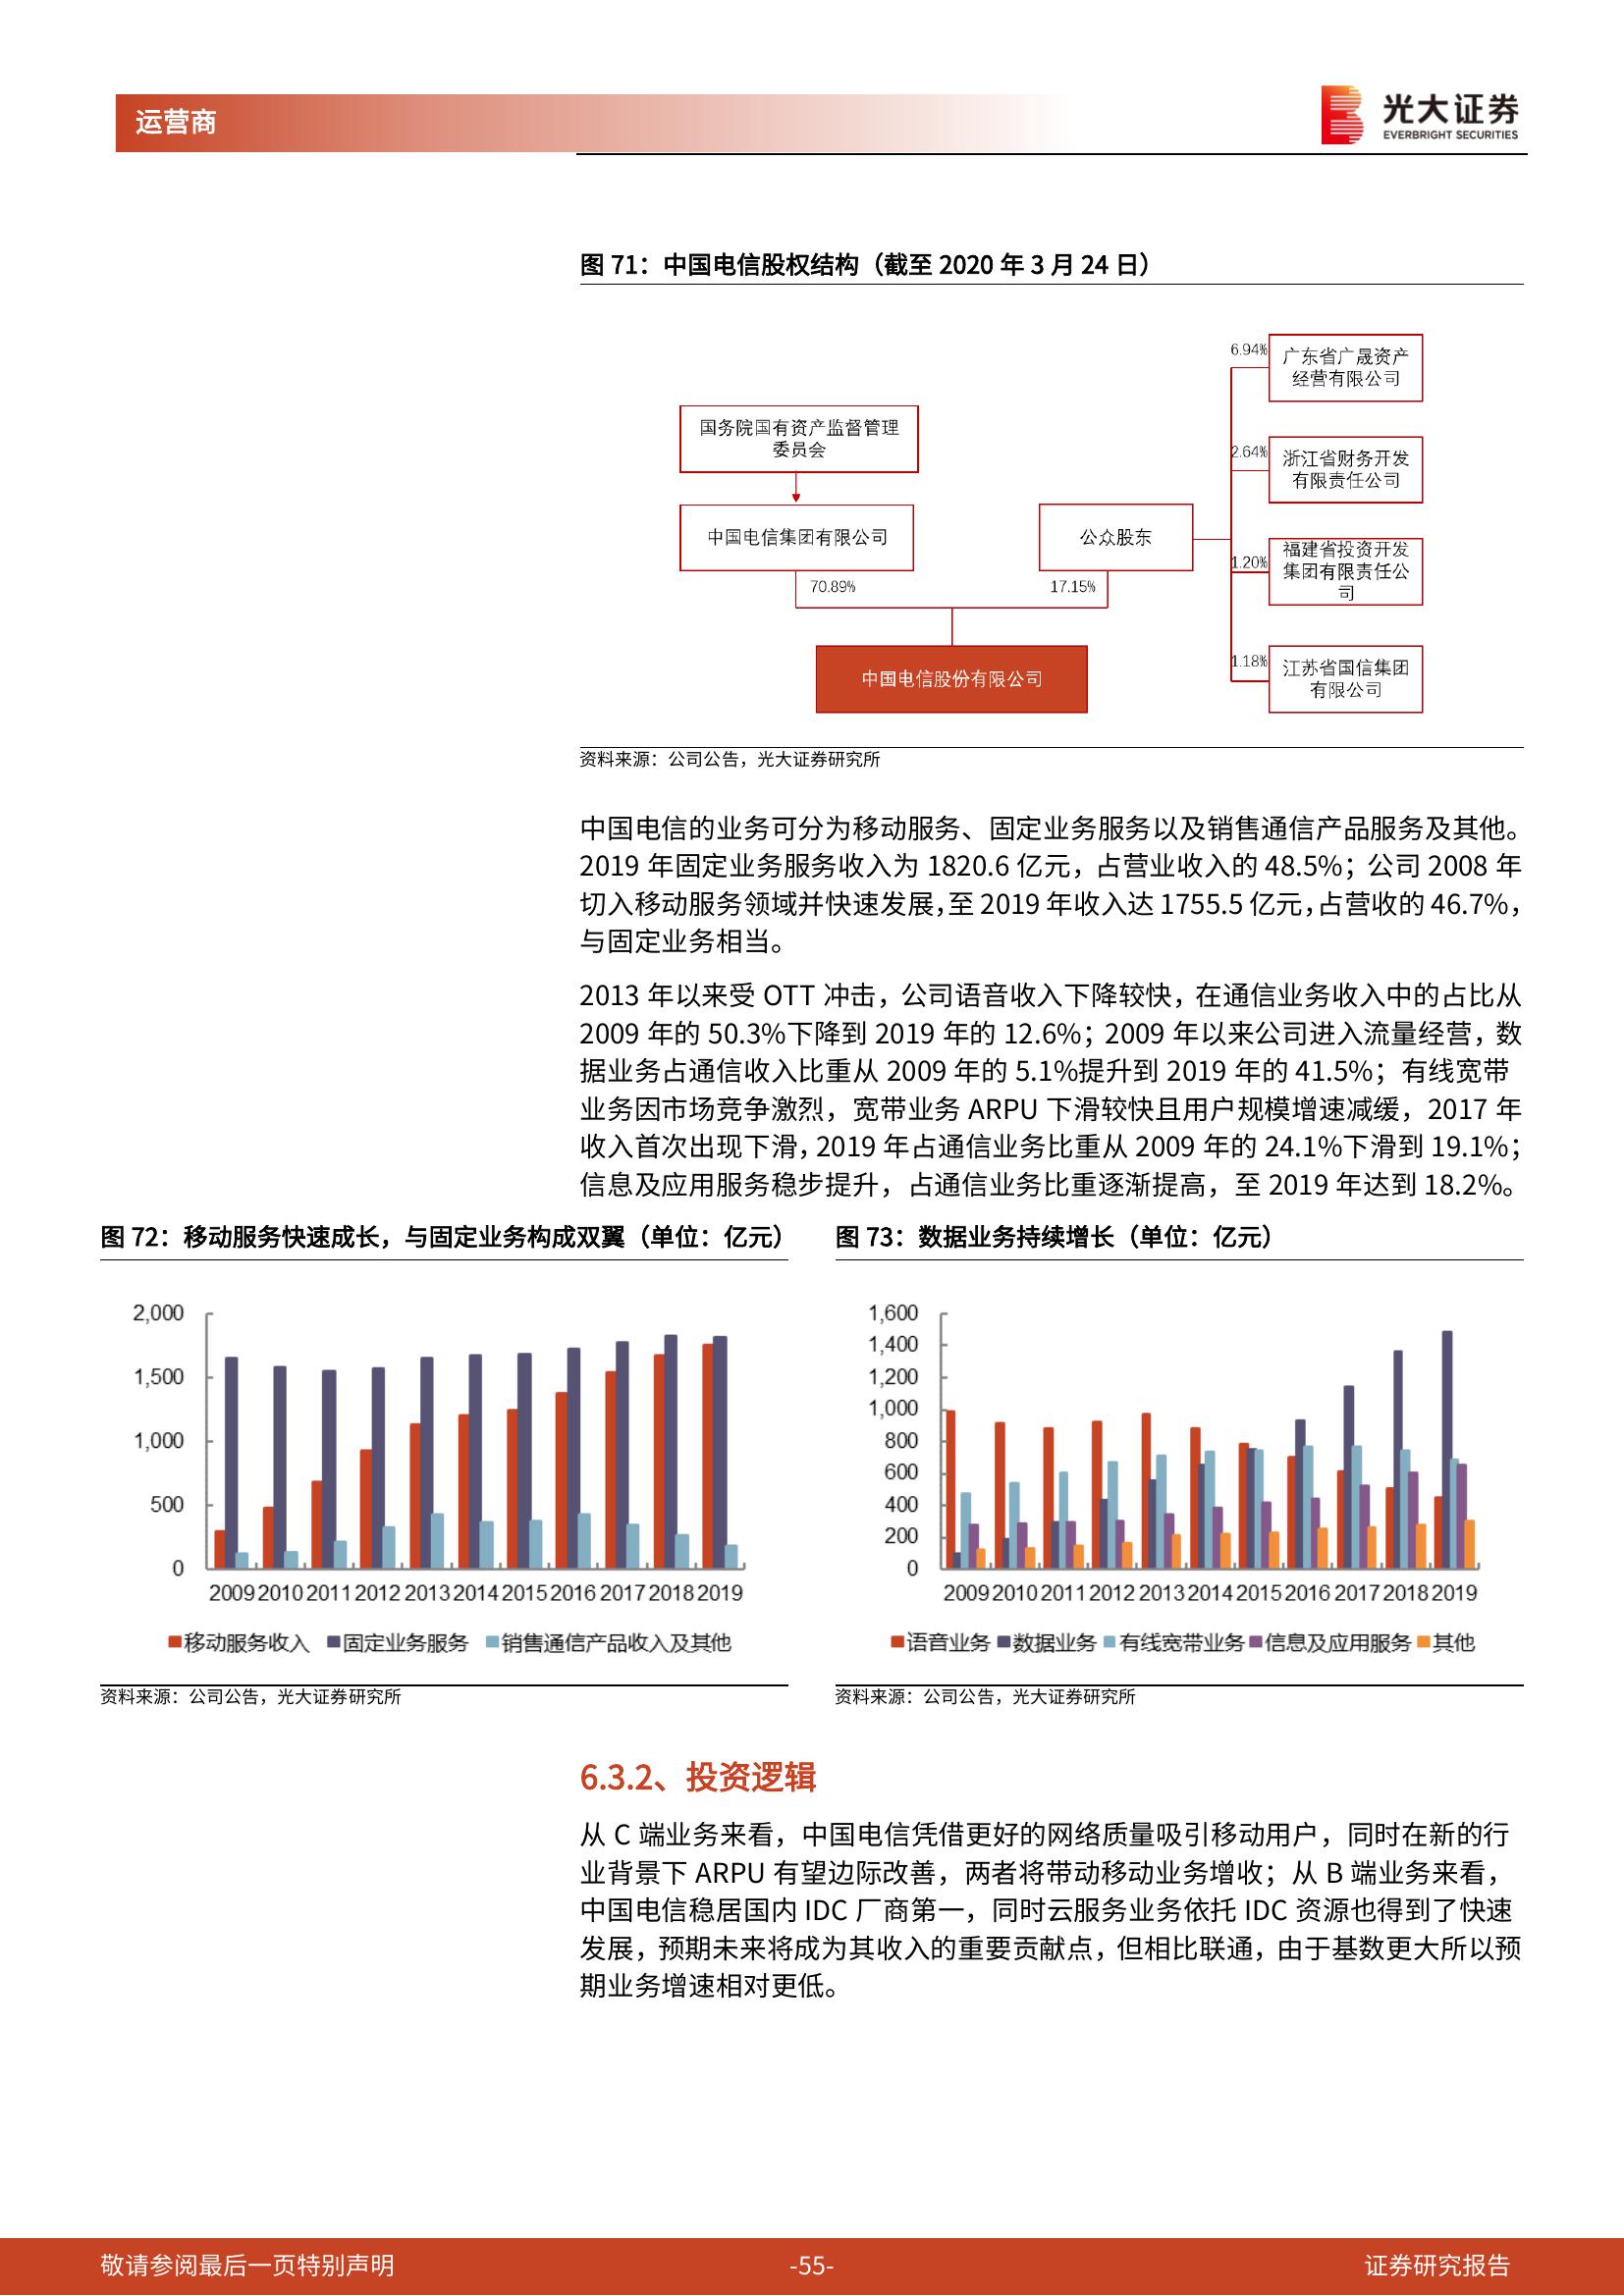 运营商
光大证券
EVERBRIGHT SECURITIES
图 71：中国电信股权结构（截至 2020 年 3 月 24 日）
国务院国有资产监督管理
委员会
中国电信集团有限公司
70.89%
公众股东
17.15%
中国电信股份有限公司
6.94%
广东省广晟资产
经营有限公司
2.64%
浙江省财务开发
有限责任公司
1.20%
福建省投资开发
集团有限责任公
司
1.18%
江苏省国信集团
有限公司
资料来源：公司公告，光大证券研究所
中国电信的业务可分为移动服务、固定业务服务以及销售通信产品服务及其他。
2019 年固定业务服务收入为 1820.6 亿元，占营业收入的 48.5%；公司 2008 年
切入移动服务领域并快速发展，至 2019 年收入达 1755.5 亿元，占营收的 46.7%，
与固定业务相当。
2013 年以来受 OTT 冲击，公司语音收入下降较快，在通信业务收入中的占比从
2009 年的 50.3%下降到 2019 年的 12.6%；2009 年以来公司进入流量经营，数
据业务占通信收入比重从 2009 年的 5.1%提升到 2019 年的 41.5%；有线宽带
业务因市场竞争激烈，宽带业务 ARPU 下滑较快且用户规模增速减缓，2017 年
收入首次出现下滑，2019 年占通信业务比重从 2009 年的 24.1%下滑到 19.1%；
信息及应用服务稳步提升，占通信业务比重逐渐提高，至 2019 年达到 18.2%。
图 72：移动服务快速成长，与固定业务构成双翼（单位：亿元）
2,000
1,500
1,000
500
0
2009 2010 2011 2012 2013 2014 2015 2016 2017 2018 2019
移动服务收入 固定业务服务 销售通信产品收入及其他
资料来源：公司公告，光大证券研究所
图 73：数据业务持续增长（单位：亿元）
1,600
1,400
1,200
1,000
800
600
400
200
0
2009 2010 2011 2012 2013 2014 2015 2016 2017 2018 2019
语音业务 数据业务 有线宽带业务 信息及应用服务 其他
资料来源：公司公告，光大证券研究所
6.3.2、投资逻辑
从 C 端业务来看，中国电信凭借更好的网络质量吸引移动用户，同时在新的行
业背景下 ARPU 有望边际改善，两者将带动移动业务增收；从 B 端业务来看，
中国电信稳居国内 IDC 厂商第一，同时云服务业务依托 IDC 资源也得到了快速
发展，预期未来将成为其收入的重要贡献点，但相比联通，由于基数更大所以预
期业务增速相对更低。
敬请参阅最后一页特别声明
-55-
证券研究报告